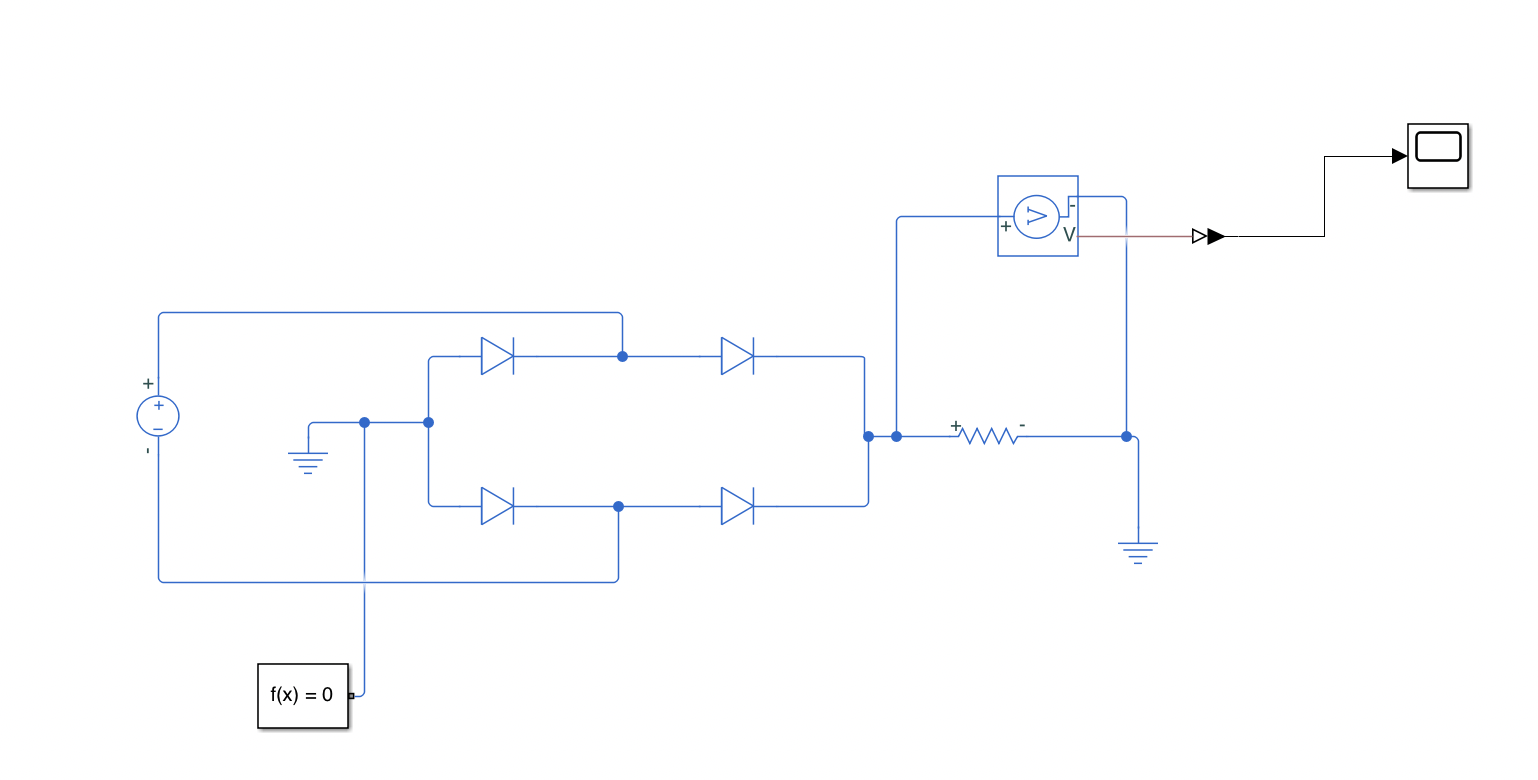 -
+
V
V
+
+
-
+ -
-
f(x) = 0